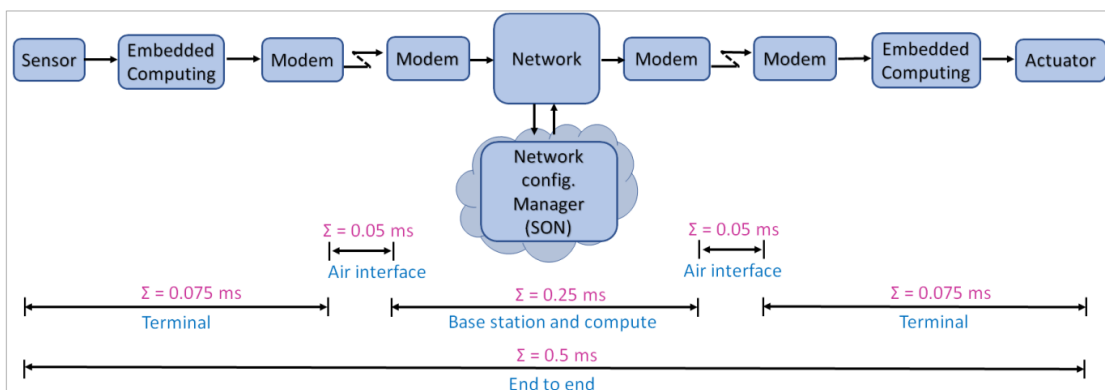 Sensor
Embedded
Computing
Modem
Modem
Network
Modem
Modem
Embedded
Computing
Actuator
Network
config.
Manager
(SON)
Σ = 0.05 ms
Air interface
Σ = 0.05 ms
Air interface
Σ = 0.075 ms
Terminal
Σ = 0.25 ms
Base station and compute
Σ = 0.075 ms
Terminal
Σ = 0.5 ms
End to end